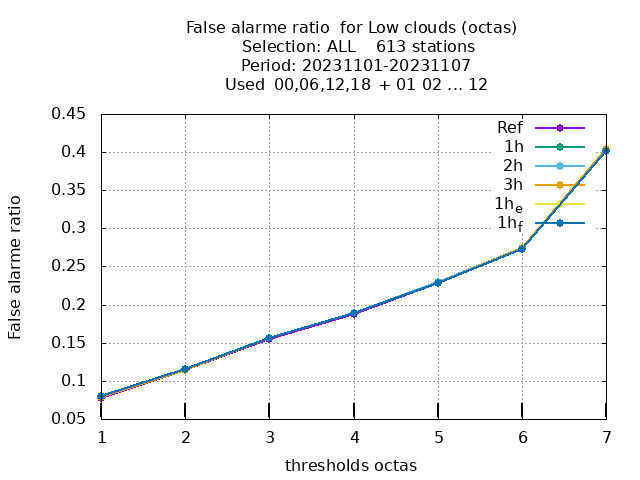 False alarme ratio  for Low clouds (octas)
Selection: ALL    613 stations
Period: 20231101-20231107
Used  00,06,12,18  + 01 02 ... 12
0.45
0.4
0.35
0.3
0.25
0.2
0.15
0.1
0.05
False alarme ratio
Ref
1h
2h
3h
1h_e
1h_f
1 2 3 4 5 6 7
thresholds octas